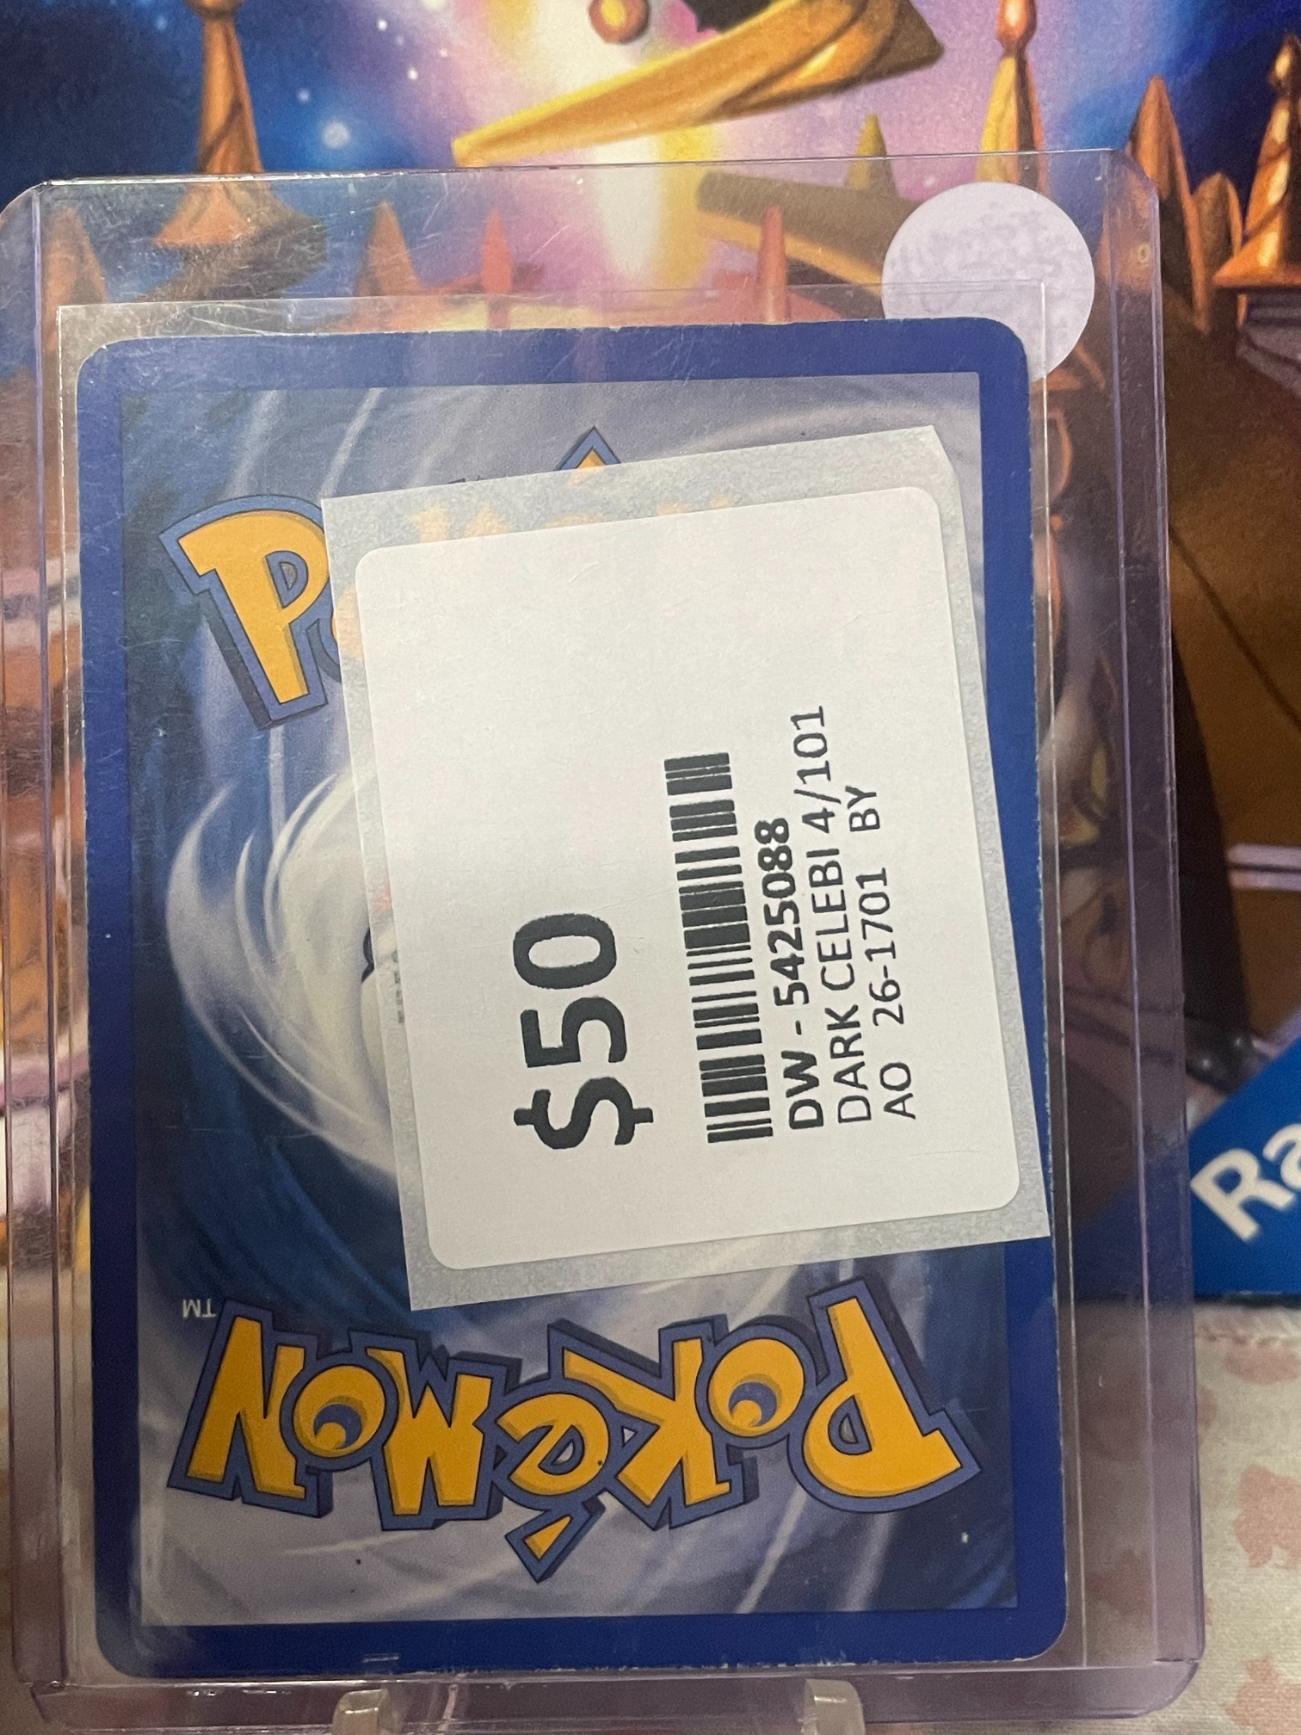 $50
DW - 5425088
DARK CELEBI 4/101
AO 26-1701 BY
POKéMON
TM